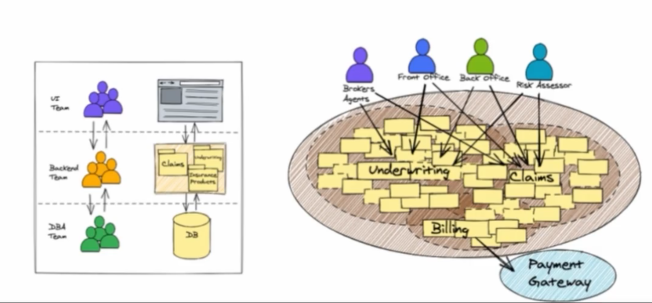 UI
Team
Backend
Team
DBA
Team
Claims
Underwriting
Insurance
Products
DB
Brokers
Agents
Front Office
Back Office
Risk Assessor
Underwriting
Claims
Billing
Payment
Gateway